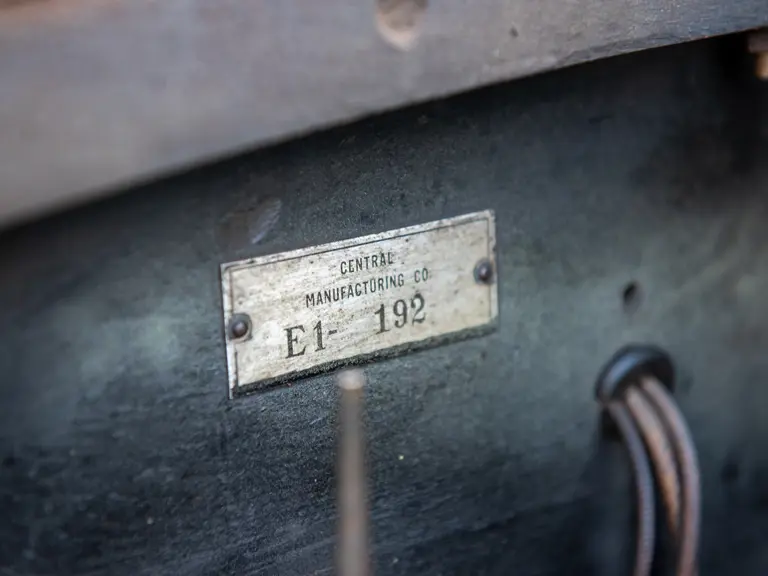 CENTRAL
MANUFACTURING CO
E1- 192